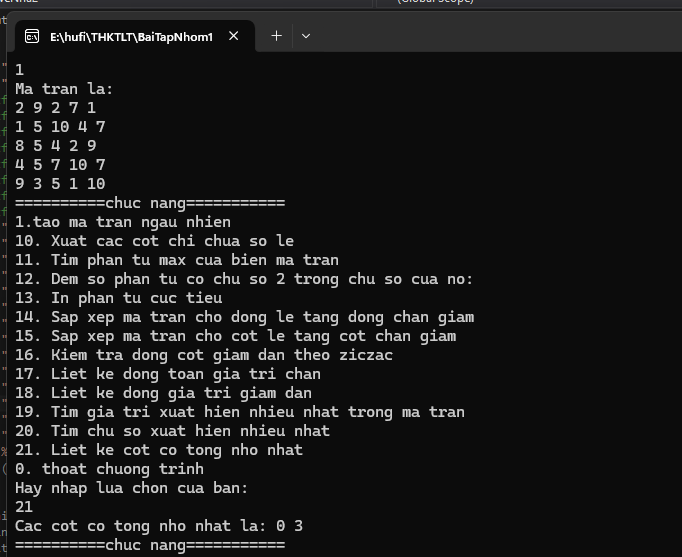 (Global Scope)
E:\hufi\THKTLT\BaiTapNhom1
1
Ma tran la:
2 9 2 7 1
1 5 10 4 7
8 5 4 2 9
4 5 7 10 7
9 3 5 1 10
==========chuc nang===========
1.tao ma tran ngau nhien
10. Xuat cac cot chi chua so le
11. Tim phan tu max cua bien ma tran
12. Dem so phan tu co chu so 2 trong chu so cua no:
13. In phan tu cuc tieu
14. Sap xep ma tran cho dong le tang dong chan giam
15. Sap xep ma tran cho cot le tang cot chan giam
16. Kiem tra dong cot giam dan theo ziczac
17. Liet ke dong toan gia tri chan
18. Liet ke dong gia tri giam dan
19. Tim gia tri xuat hien nhieu nhat trong ma tran
20. Tim chu so xuat hien nhieu nhat
21. Liet ke cot co tong nho nhat
0. thoat chuong trinh
Hay nhap lua chon cua ban:
21
Cac cot co tong nho nhat la: 0 3
==========chuc nang===========